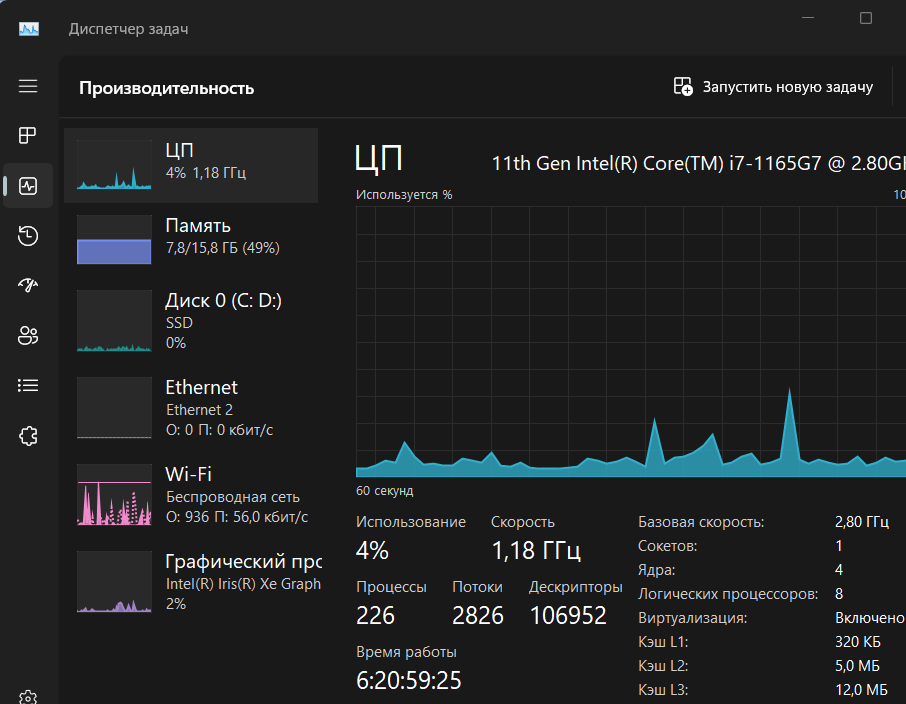 Диспетчер задач
Производительность
Запустить новую задачу
ЦП
4% 1,18 ГГц
Память
7,8/15,8 ГБ (49%)
Диск 0 (C: D:)
SSD
0%
Ethernet
Ethernet 2
О: 0 П: 0 кбит/с
Wi-Fi
Беспроводная сеть
О: 936 П: 56,0 кбит/с
Графический прс
Intel(R) Iris(R) Xe Graph
2%
ЦП
11th Gen Intel(R) Core(TM) i7-1165G7 @ 2.80GH
Используется %
10
60 секунд
Использование
4%
Скорость
1,18 ГГц
Процессы
226
Потоки
2826
Дескрипторы
106952
Время работы
6:20:59:25
Базовая скорость: 2,80 ГГц
Сокетов: 1
Ядра: 4
Логических процессоров: 8
Виртуализация: Включено
Кэш L1: 320 КБ
Кэш L2: 5,0 МБ
Кэш L3: 12,0 МБ